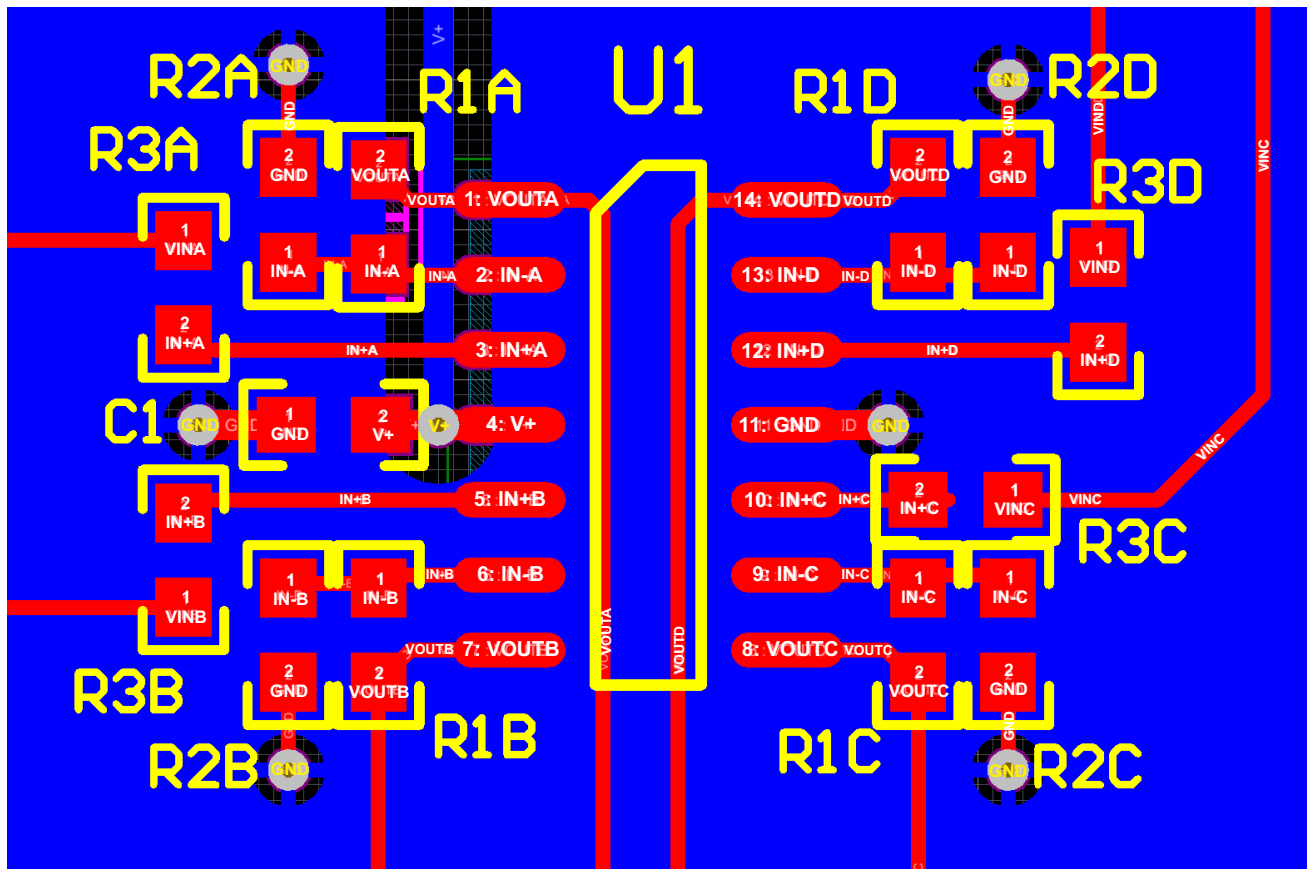 V+
R2A
GND
R1A
U1
R1D
GND
R2D
R3A
GND
GND
VIND
VINC
2
GND
2
VOUTA
2
VOUTD
2
GND
R3D
VOUTA
1: VOUTA
14: VOUTD
VOUTD
1
VINA
1
IN-A
1
IN-A
IN-A
2: IN-A
13: IN-D
IN-D
1
IN-D
1
IN-D
1
VIND
2
IN+A
IN+A
3: IN+A
12: IN+D
IN+D
2
IN+D
C1
GND
GND
1
GND
2
V+
V+
4: V+
11: GND
GND
2
IN+B
IN+B
5: IN+B
10: IN+C
IN+C
2
IN+C
1
VINC
VINC
VINC
R3C
1
IN-B
1
IN-B
IN-B
6: IN-B
9: IN-C
IN-C
1
IN-C
1
IN-C
1
VINB
VOUTA
VOUTD
R3B
2
GND
2
VOUTB
VOUTB
7: VOUTB
8: VOUTC
VOUTC
2
VOUTC
2
GND
GND
GND
R2B
GND
R1B
R1C
GND
R2C